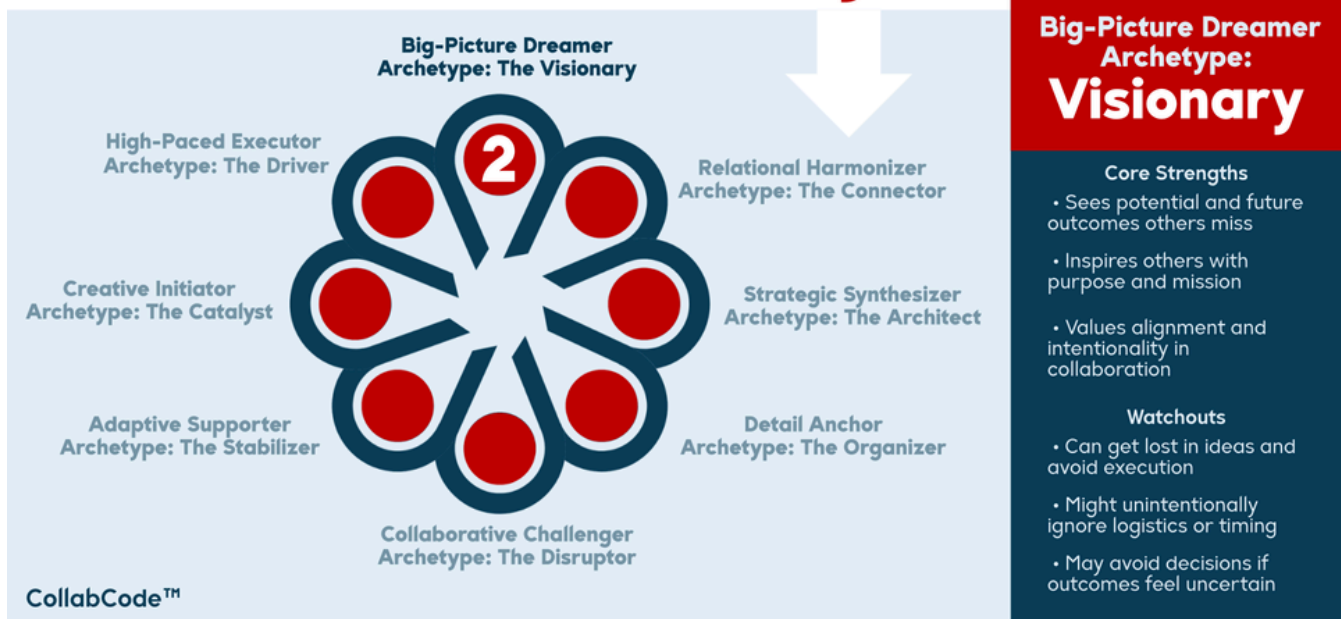 Big-Picture Dreamer
Archetype: The Visionary
High-Paced Executor
Archetype: The Driver
2
Relational Harmonizer
Archetype: The Connector
Creative Initiator
Archetype: The Catalyst
Strategic Synthesizer
Archetype: The Architect
Adaptive Supporter
Archetype: The Stabilizer
Detail Anchor
Archetype: The Organizer
Collaborative Challenger
Archetype: The Disruptor
CollabCode™
Big-Picture Dreamer
Archetype:
Visionary
Core Strengths
• Sees potential and future
outcomes others miss
• Inspires others with
purpose and mission
• Values alignment and
intentionality in
collaboration
Watchouts
• Can get lost in ideas and
avoid execution
• Might unintentionally
ignore logistics or timing
• May avoid decisions if
outcomes feel uncertain